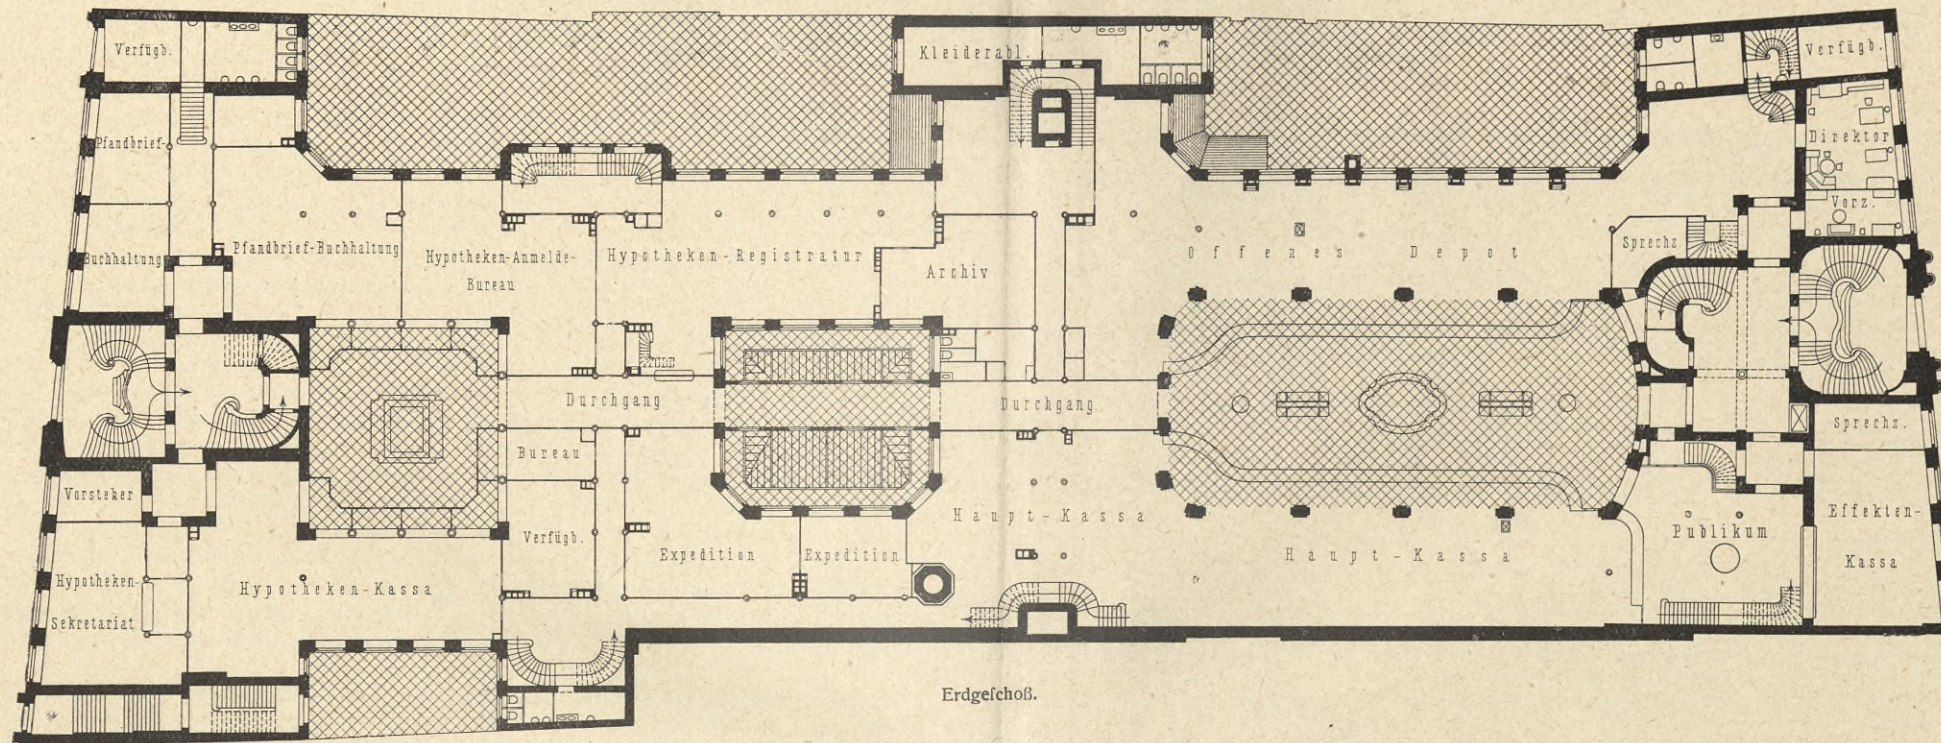 Verfügb.
Kleiderabl.
Verfügb.
Pfandbrief-
Buchhaltung
Direktor
Vorz.
Pfandbrief-Buchhaltung
Hypotheken-Anmelde-
Bureau
Hypotheken-Registratur
Archiv
Offenes Depot
Sprechz.
Durchgang
Durchgang.
Bureau
Sprechz.
Vorsteher
Hypotheken-
Sekretariat
Hypotheken-Kassa
Verfügb.
Expedition
Expedition
Haupt-Kassa
Haupt-Kassa
Publikum
Effekten-
Kassa
Erdgeſchoß.